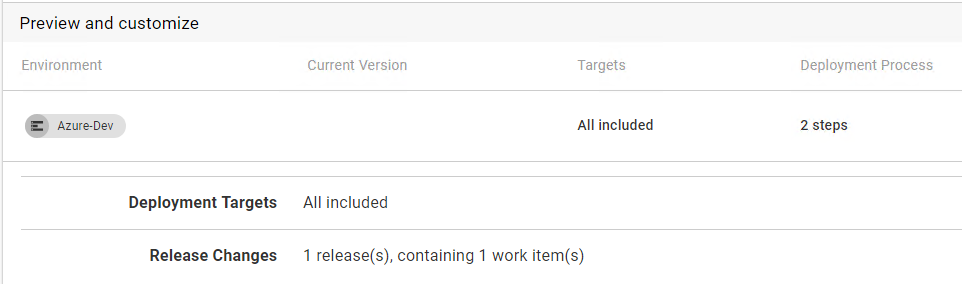 Preview and customize
Environment Current Version Targets Deployment Process
Azure-Dev All included 2 steps
Deployment Targets All included
Release Changes 1 release(s), containing 1 work item(s)